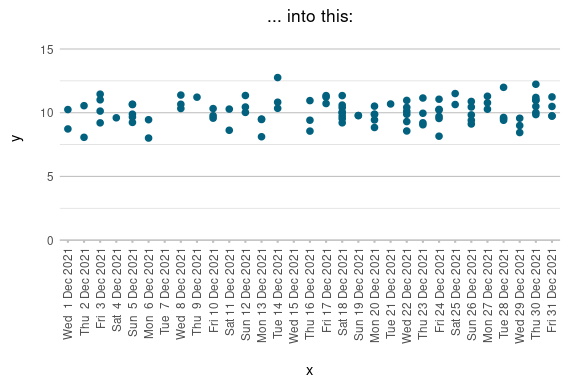 ... into this:
15
10
5
0
y
Wed  1 Dec 2021
Thu  2 Dec 2021
Fri  3 Dec 2021
Sat  4 Dec 2021
Sun  5 Dec 2021
Mon  6 Dec 2021
Tue  7 Dec 2021
Wed  8 Dec 2021
Thu  9 Dec 2021
Fri 10 Dec 2021
Sat 11 Dec 2021
Sun 12 Dec 2021
Mon 13 Dec 2021
Tue 14 Dec 2021
Wed 15 Dec 2021
Thu 16 Dec 2021
Fri 17 Dec 2021
Sat 18 Dec 2021
Sun 19 Dec 2021
Mon 20 Dec 2021
Tue 21 Dec 2021
Wed 22 Dec 2021
Thu 23 Dec 2021
Fri 24 Dec 2021
Sat 25 Dec 2021
Sun 26 Dec 2021
Mon 27 Dec 2021
Tue 28 Dec 2021
Wed 29 Dec 2021
Thu 30 Dec 2021
Fri 31 Dec 2021
x